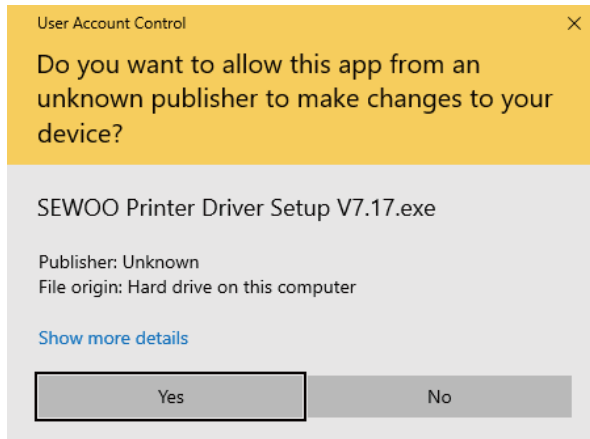 User Account Control
Do you want to allow this app from an
unknown publisher to make changes to your
device?
SEWOO Printer Driver Setup V7.17.exe
Publisher: Unknown
File origin: Hard drive on this computer
Show more details
Yes
No